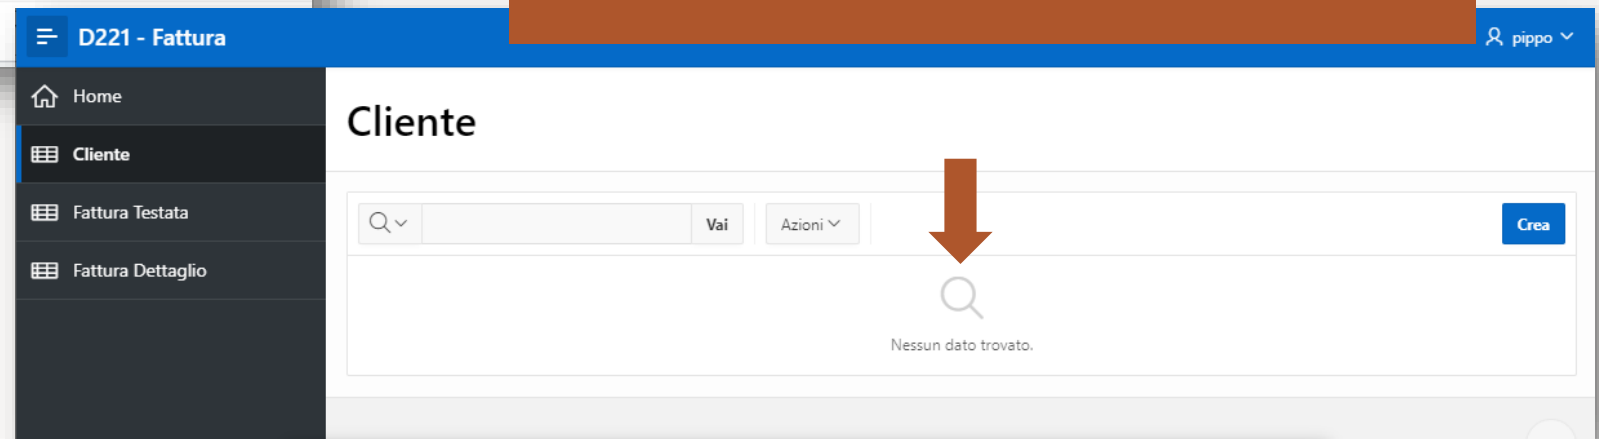 D221 - Fattura
pippo
Home
Cliente
Fattura Testata
Fattura Dettaglio
Cliente
Vai
Azioni
Crea
Nessun dato trovato.